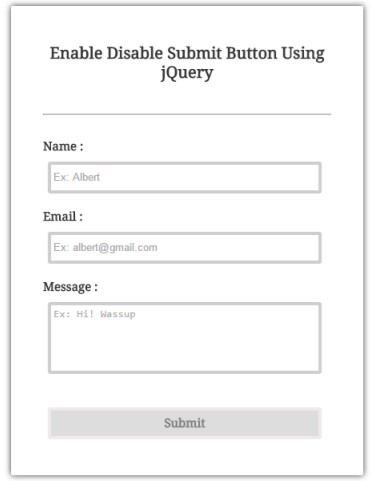 Enable Disable Submit Button Using
jQuery
Name :
Ex: Albert
Email :
Ex: albert@gmail.com
Message :
Ex: Hi! Wassup
Submit